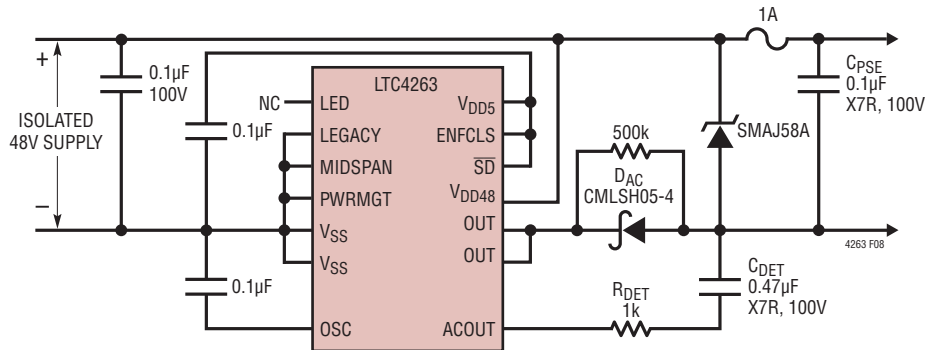 1A
+
–
ISOLATED
48V SUPPLY
0.1µF
100V
0.1µF
0.1µF
LTC4263
NC
LED
LEGACY
MIDSPAN
PWRMGT
VSS
VSS
OSC
VDD5
ENFCLS
SD
VDD48
OUT
OUT
ACOUT
500k
DAC
CMLSH05-4
SMAJ58A
CPSE
0.1µF
X7R, 100V
RDET
1k
CDET
0.47µF
X7R, 100V
4263 F08